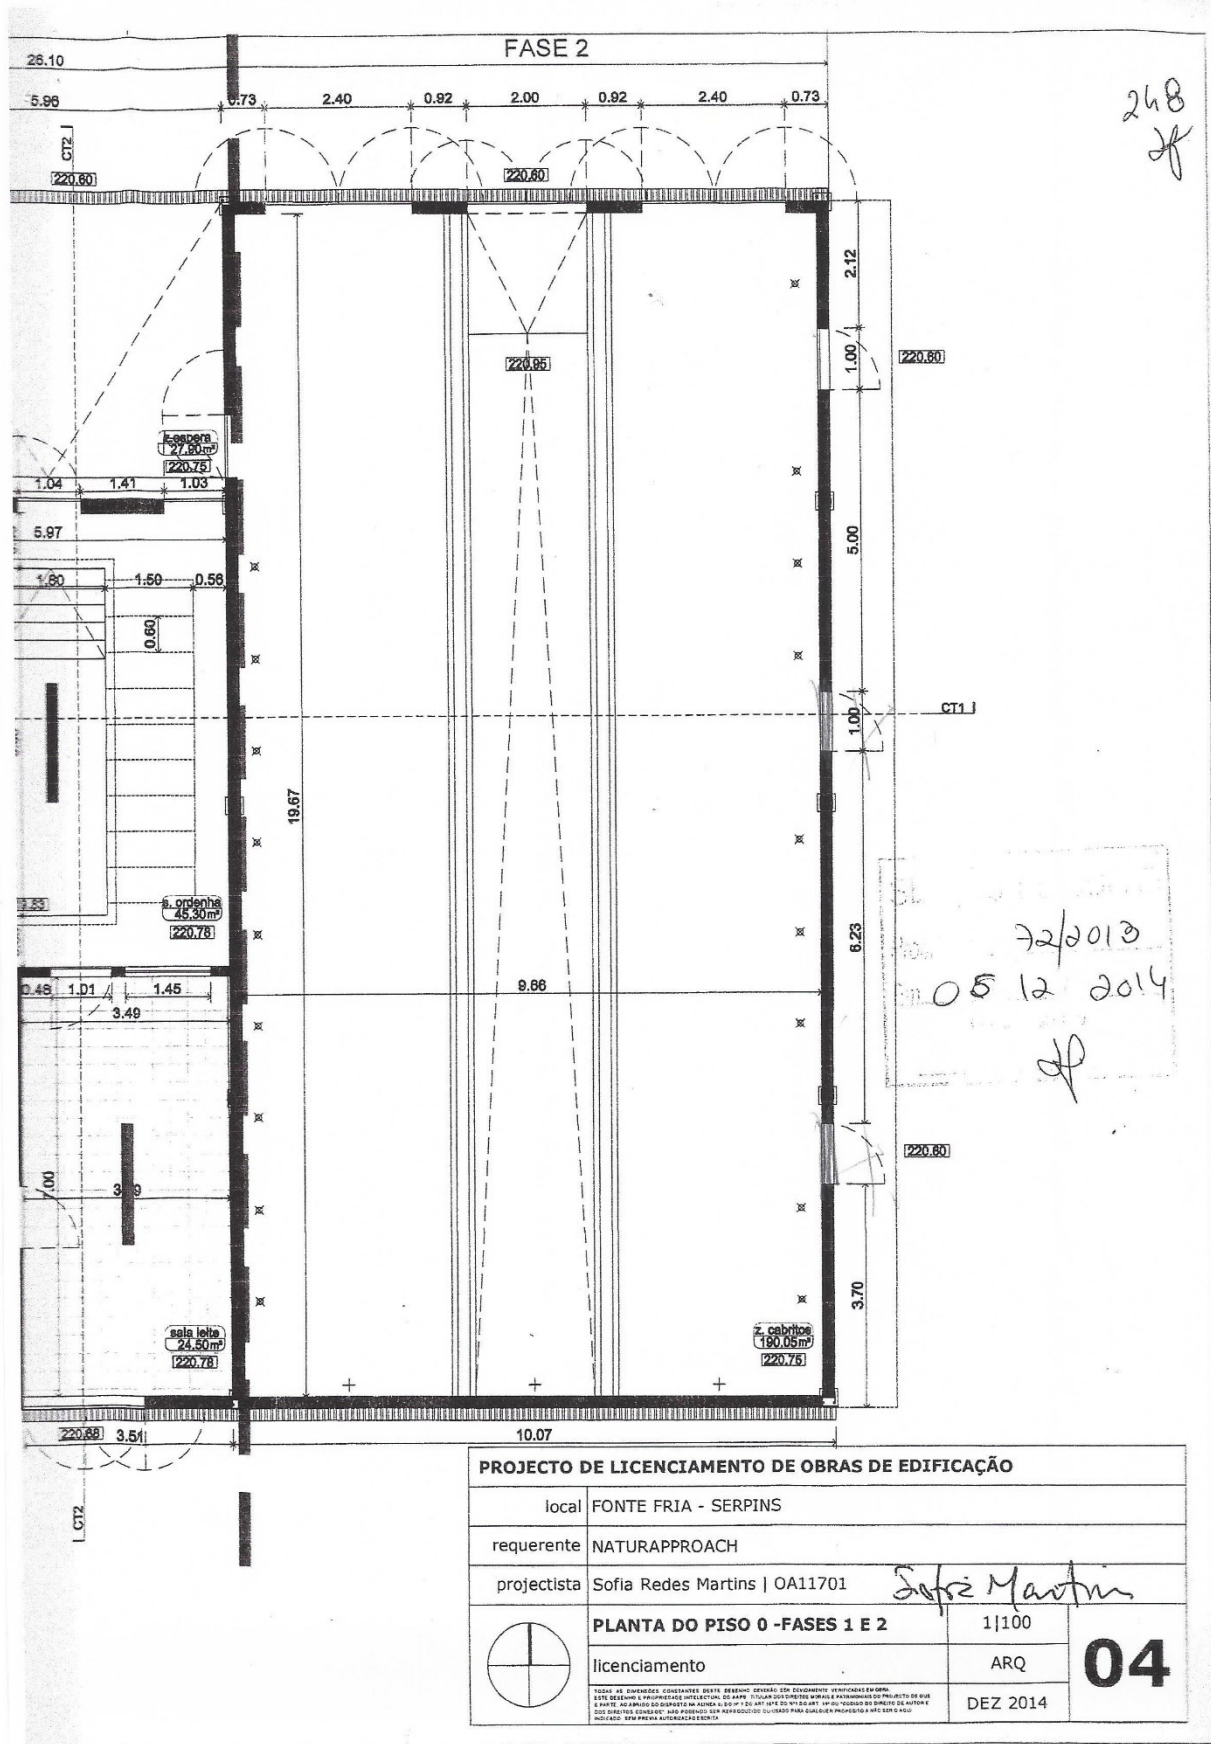 FASE 2
26.10
5.96 0.73 2.40 0.92 2.00 0.92 2.40 0.73
248
CT2
220.60 220.60
2.12
220.95 1.00 220.60
z.espera
27.90m²
220.75
1.04 1.41 1.03
5.97 5.00
1.80 1.50 0.56
0.60
1.00 CT1
19.67
s. ordenha
45.30m²
220.78
6.23
72/2013
05 12 2014
0.48 1.01 1.45 9.66
3.49
220.60
3.70
sala leite
24.50m²
220.78
z. cabritos
190.05m²
220.75
220.68 3.51 10.07
CT2
PROJECTO DE LICENCIAMENTO DE OBRAS DE EDIFICAÇÃO
local FONTE FRIA - SERPINS
requerente NATURAPPROACH
projectista Sofia Redes Martins | OA11701
PLANTA DO PISO 0 -FASES 1 E 2 1|100
licenciamento ARQ
04
DEZ 2014